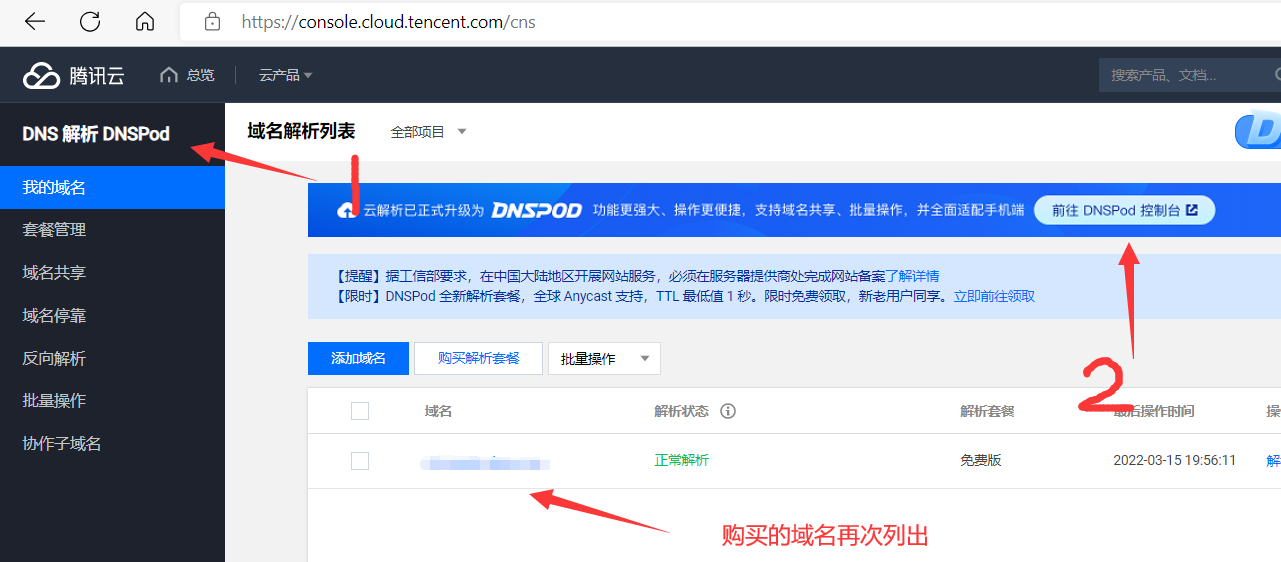 https://console.cloud.tencent.com/cns
腾讯云 总览 云产品 搜索产品、文档...
DNS 解析 DNSPod
域名解析列表 全部项目
1
我的域名
云解析已正式升级为 DNSPOD 功能更强大、操作更便捷，支持域名共享、批量操作，并全面适配手机端 前往 DNSPod 控制台
套餐管理
域名共享
【提醒】据工信部要求，在中国大陆地区开展网站服务，必须在服务器提供商处完成网站备案了解详情
【限时】DNSPod 全新解析套餐，全球 Anycast 支持，TTL 最低值 1 秒。限时免费领取，新老用户同享。立即前往领取
域名停靠
反向解析
添加域名 购买解析套餐 批量操作
批量操作
2
域名 解析状态 解析套餐 最后操作时间
协作子域名
正常解析 免费版 2022-03-15 19:56:11
购买的域名再次列出